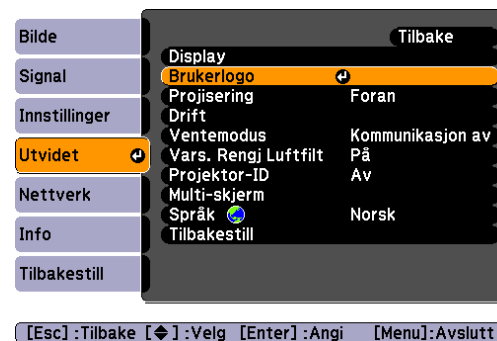 Bilde
Signal
Innstillinger
Utvidet
Nettverk
Info
Tilbakestill
Tilbake
Display
Brukerlogo
Projisering Foran
Drift
Ventemodus Kommunikasjon av
Vars. Rengj Luftfilt På
Projektor-ID Av
Multi-skjerm
Språk Norsk
Tilbakestill
[Esc] :Tilbake [◆] :Velg [Enter] :Angi [Menu]:Avslutt